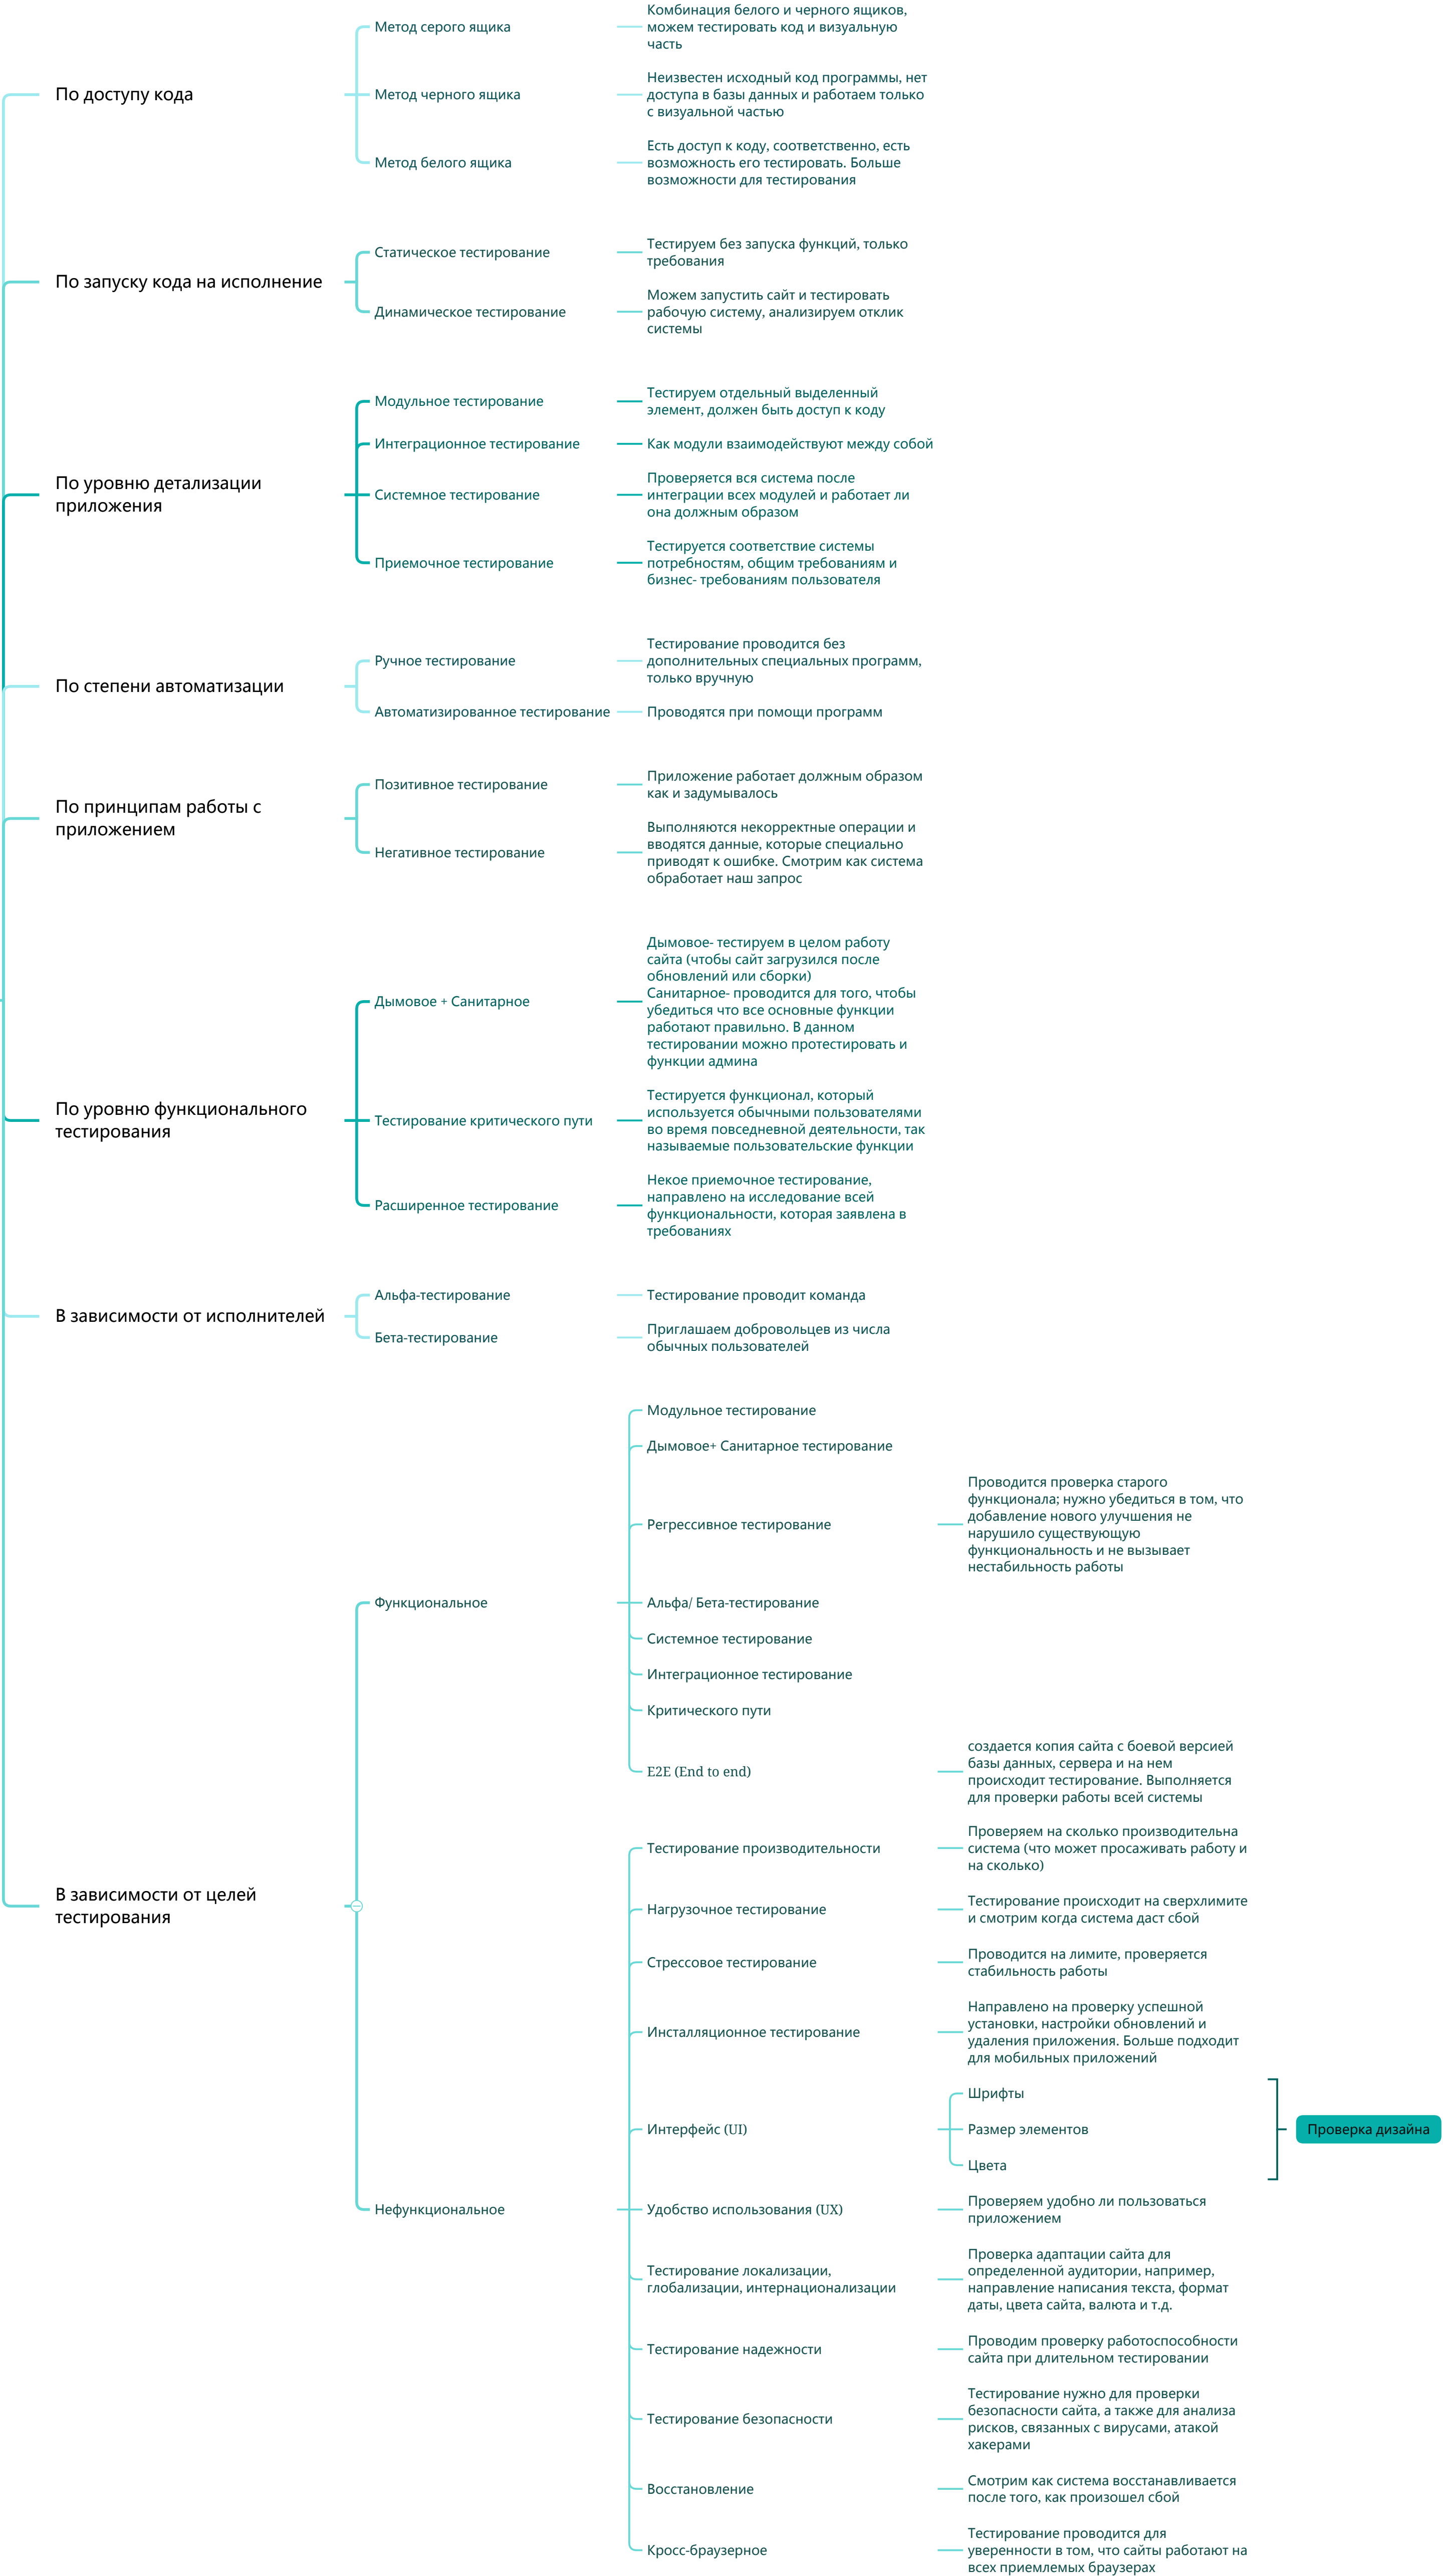 По доступу кода
Метод серого ящика
Комбинация белого и черного ящиков,
можем тестировать код и визуальную
часть
Метод черного ящика
Неизвестен исходный код программы, нет
доступа в базы данных и работаем только
с визуальной частью
Метод белого ящика
Есть доступ к коду, соответственно, есть
возможность его тестировать. Больше
возможности для тестирования
По запуску кода на исполнение
Статическое тестирование
Тестируем без запуска функций, только
требования
Динамическое тестирование
Можем запустить сайт и тестировать
рабочую систему, анализируем отклик
системы
По уровню детализации
приложения
Модульное тестирование
Тестируем отдельный выделенный
элемент, должен быть доступ к коду
Интеграционное тестирование
Как модули взаимодействуют между собой
Системное тестирование
Проверяется вся система после
интеграции всех модулей и работает ли
она должным образом
Приемочное тестирование
Тестируется соответствие системы
потребностям, общим требованиям и
бизнес- требованиям пользователя
По степени автоматизации
Ручное тестирование
Тестирование проводится без
дополнительных специальных программ,
только вручную
Автоматизированное тестирование
Проводятся при помощи программ
По принципам работы с
приложением
Позитивное тестирование
Приложение работает должным образом
как и задумывалось
Негативное тестирование
Выполняются некорректные операции и
вводятся данные, которые специально
приводят к ошибке. Смотрим как система
обработает наш запрос
По уровню функционального
тестирования
Дымовое + Санитарное
Дымовое- тестируем в целом работу
сайта (чтобы сайт загрузился после
обновлений или сборки)
Санитарное- проводится для того, чтобы
убедиться что все основные функции
работают правильно. В данном
тестировании можно протестировать и
функции админа
Тестирование критического пути
Тестируется функционал, который
используется обычными пользователями
во время повседневной деятельности, так
называемые пользовательские функции
Расширенное тестирование
Некое приемочное тестирование,
направлено на исследование всей
функциональности, которая заявлена в
требованиях
В зависимости от исполнителей
Альфа-тестирование
Тестирование проводит команда
Бета-тестирование
Приглашаем добровольцев из числа
обычных пользователей
В зависимости от целей
тестирования
Функциональное
Модульное тестирование
Дымовое+ Санитарное тестирование
Регрессивное тестирование
Проводится проверка старого
функционала; нужно убедиться в том, что
добавление нового улучшения не
нарушило существующую
функциональность и не вызывает
нестабильность работы
Альфа/ Бета-тестирование
Системное тестирование
Интеграционное тестирование
Критического пути
E2E (End to end)
создается копия сайта с боевой версией
базы данных, сервера и на нем
происходит тестирование. Выполняется
для проверки работы всей системы
Нефункциональное
Тестирование производительности
Проверяем на сколько производительна
система (что может просаживать работу и
на сколько)
Нагрузочное тестирование
Тестирование происходит на сверхлимите
и смотрим когда система даст сбой
Стрессовое тестирование
Проводится на лимите, проверяется
стабильность работы
Инсталляционное тестирование
Направлено на проверку успешной
установки, настройки обновлений и
удаления приложения. Больше подходит
для мобильных приложений
Интерфейс (UI)
Шрифты
Размер элементов
Цвета
Проверка дизайна
Удобство использования (UX)
Проверяем удобно ли пользоваться
приложением
Тестирование локализации,
глобализации, интернационализации
Проверка адаптации сайта для
определенной аудитории, например,
направление написания текста, формат
даты, цвета сайта, валюта и т.д.
Тестирование надежности
Проводим проверку работоспособности
сайта при длительном тестировании
Тестирование безопасности
Тестирование нужно для проверки
безопасности сайта, а также для анализа
рисков, связанных с вирусами, атакой
хакерами
Восстановление
Смотрим как система восстанавливается
после того, как произошел сбой
Кросс-браузерное
Тестирование проводится для
уверенности в том, что сайты работают на
всех приемлемых браузерах